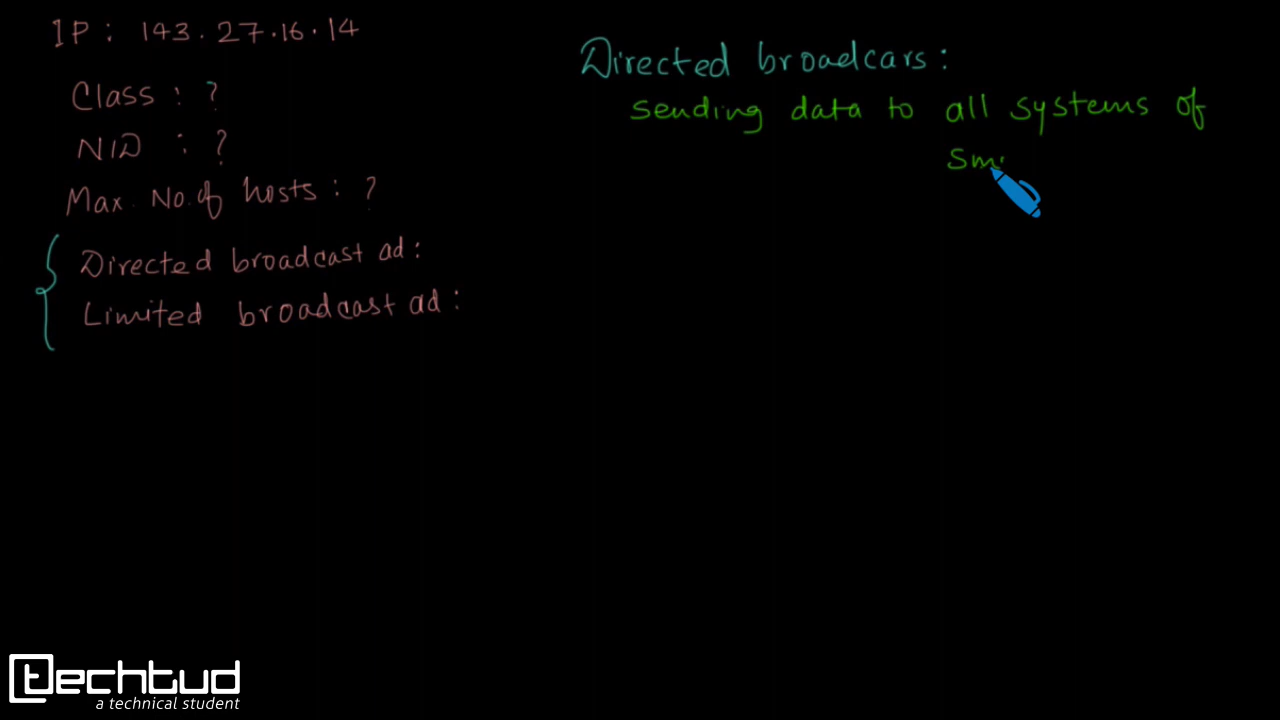 IP : 143.27.16.14
Class : ?
NID : ?
Max. No. of hosts : ?
Directed broadcast ad :
Limited broadcast ad :
Directed broadcars :
Sending data to all systems of
Sm
techtud
a technical student